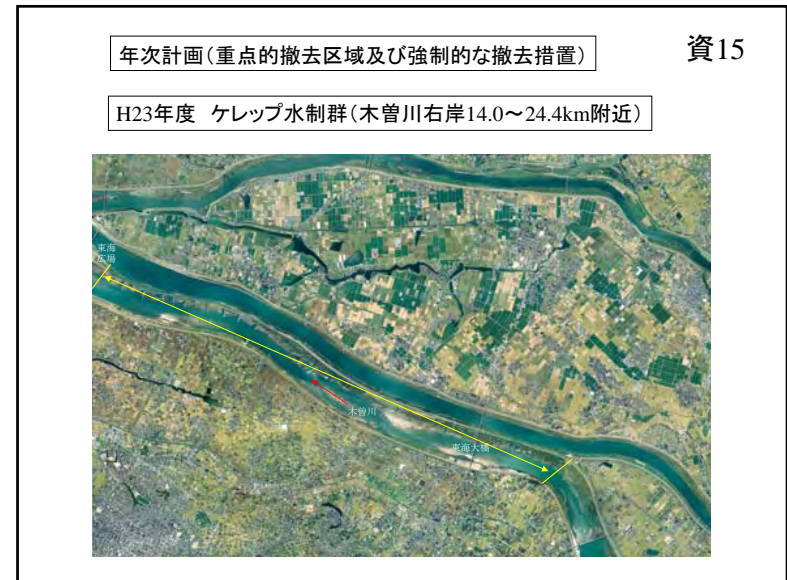 資15
年次計画(重点的撤去区域及び強制的な撤去措置)
H23年度 ケレップ水制群(木曽川右岸14.0～24.4km附近)
東海
広場
木曽川
東海大橋